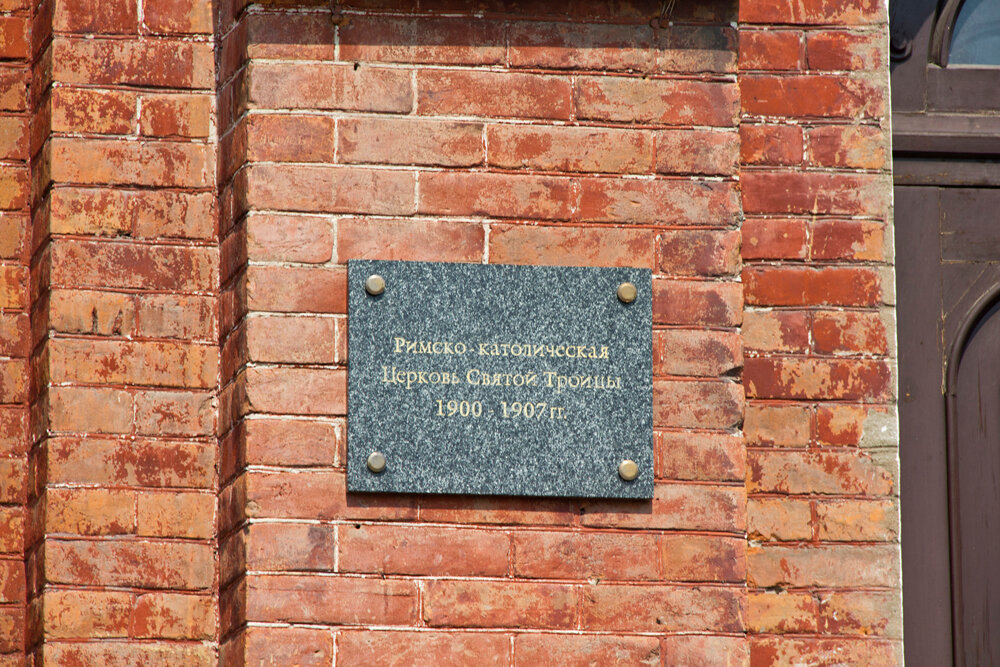 Римско-католическая
Церковь Святой Троицы
1900 - 1907гг.